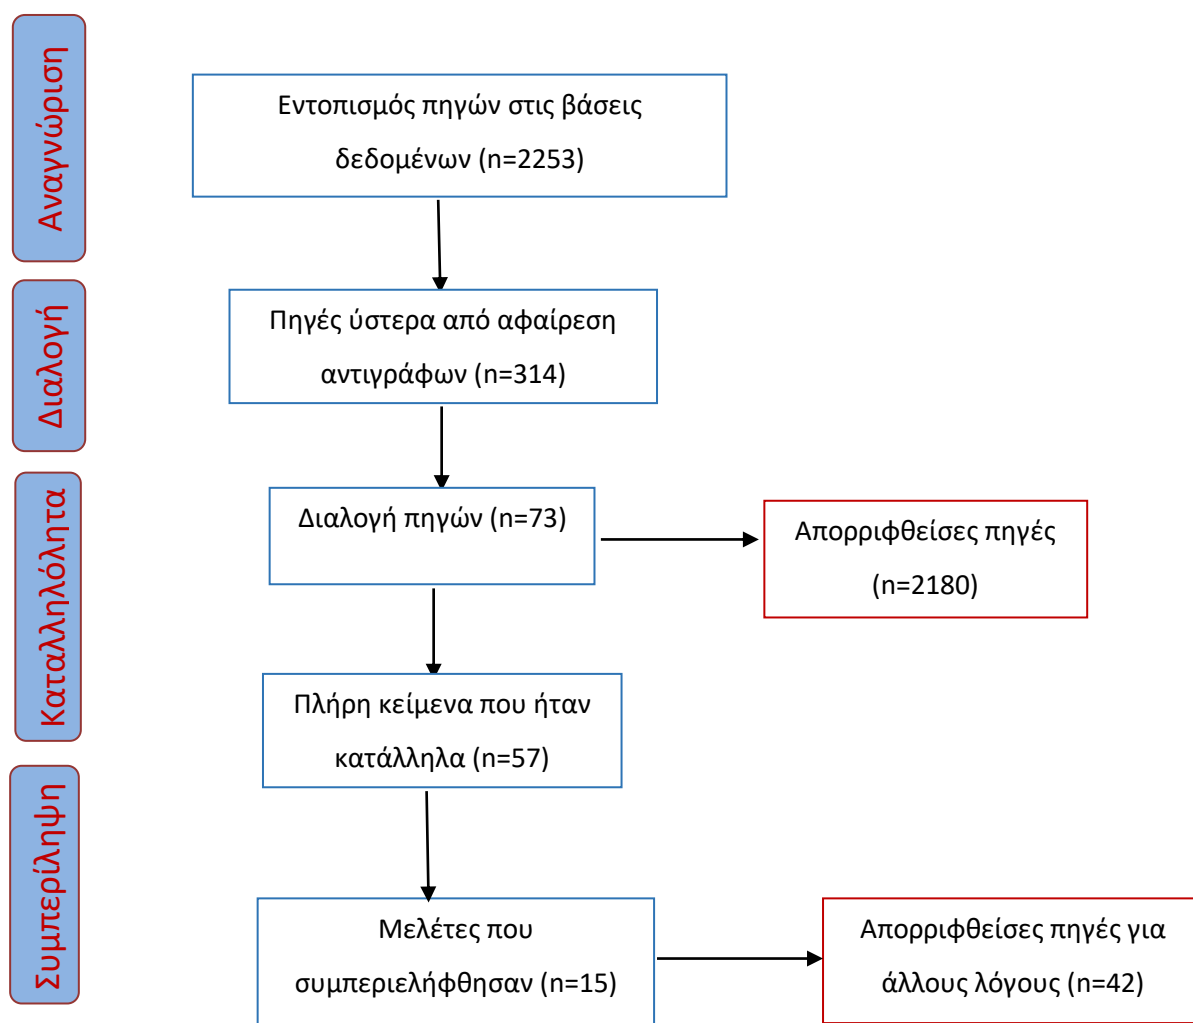 Αναγνώριση
Εντοπισμός πηγών στις βάσεις
δεδομένων (n=2253)
Διαλογή
Πηγές ύστερα από αφαίρεση
αντιγράφων (n=314)
Καταλληλόλητα
Διαλογή πηγών (n=73)
Απορριφθείσες πηγές
(n=2180)
Πλήρη κείμενα που ήταν
κατάλληλα (n=57)
Συμπερίληψη
Μελέτες που
συμπεριελήφθησαν (n=15)
Απορριφθείσες πηγές για
άλλους λόγους (n=42)